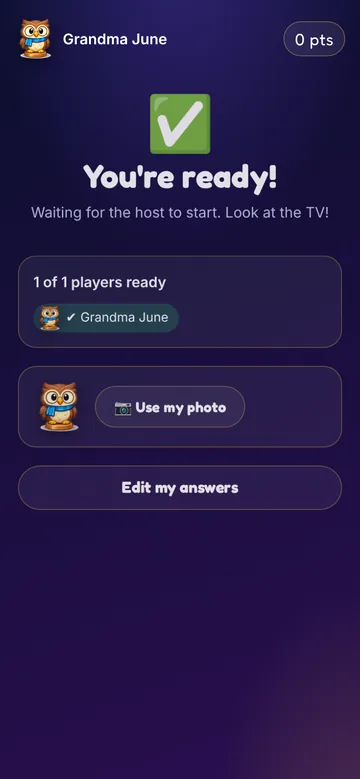 Grandma June
0 pts
You're ready!
Waiting for the host to start. Look at the TV!
1 of 1 players ready
✔ Grandma June
Use my photo
Edit my answers